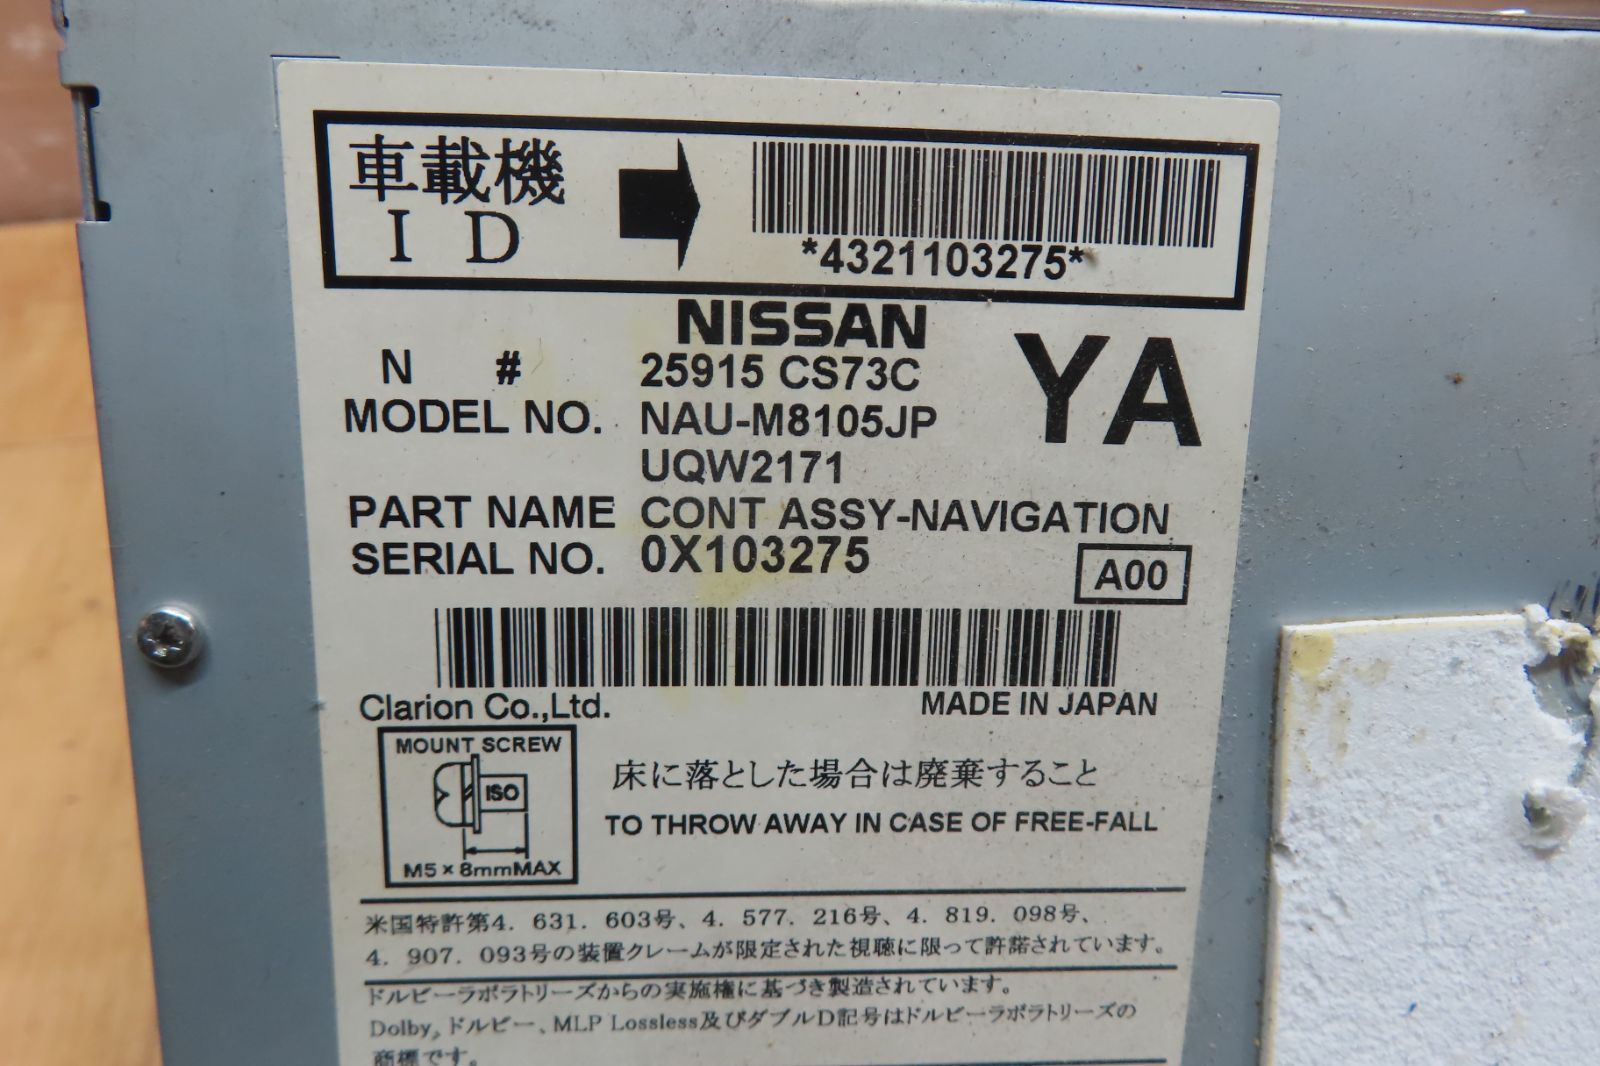 車載機
ID
*4321103275*
NISSAN
N # 25915 CS73C
YA
MODEL NO. NAU-M8105JP
UQW2171
PART NAME CONT ASSY-NAVIGATION
SERIAL NO. 0X103275
A00
Clarion Co.,Ltd.
MADE IN JAPAN
MOUNT SCREW
ISO
M5×8mmMAX
床に落とした場合は廃棄すること
TO THROW AWAY IN CASE OF FREE-FALL
米国特許第4．631．603号、4．577．216号、4．819．098号、
4．907．093号の装置クレームが限定された視聴に限って許諾されています。
ドルビーラボラトリーズからの実施権に基づき製造されています。
Dolby,ドルビー、MLP Lossless及びダブルD記号はドルビーラボラトリーズの
商標です。